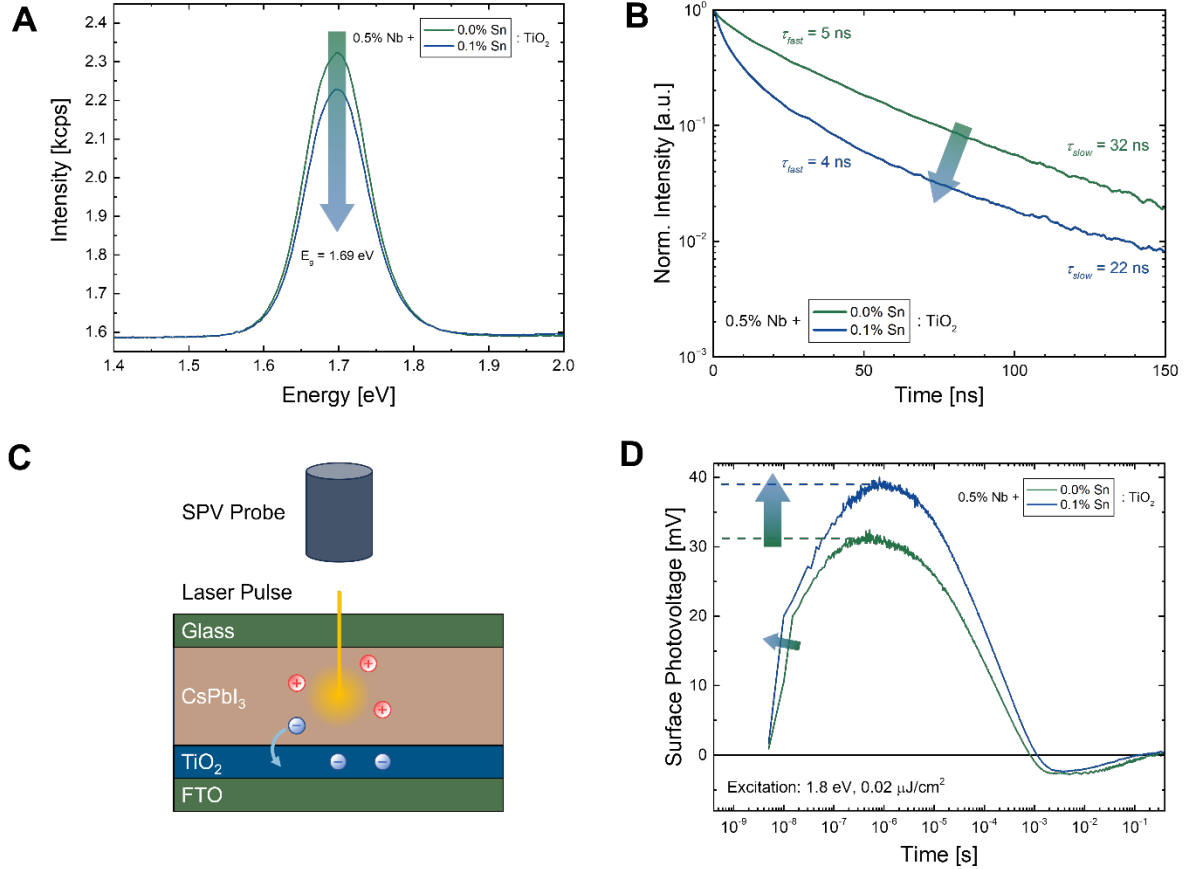 A
2.4
2.3
2.2
2.1
2.0
1.9
1.8
1.7
1.6
Intensity [kcps]
0.5% Nb +
0.0% Sn
0.1% Sn
: TiO₂
E_g = 1.69 eV
1.4 1.5 1.6 1.7 1.8 1.9 2.0
Energy [eV]
B
10⁰
10⁻¹
10⁻²
10⁻³
Norm. Intensity [a.u.]
τ_fast = 5 ns
τ_slow = 32 ns
τ_fast = 4 ns
τ_slow = 22 ns
0.5% Nb +
0.0% Sn
0.1% Sn
: TiO₂
0 50 100 150
Time [ns]
C
SPV Probe
Laser Pulse
Glass
+ +
CsPbI₃
+
−
TiO₂
− −
FTO
D
40
30
20
10
0
Surface Photovoltage [mV]
0.5% Nb +
0.0% Sn
0.1% Sn
: TiO₂
Excitation: 1.8 eV, 0.02 μJ/cm²
10⁻⁹ 10⁻⁸ 10⁻⁷ 10⁻⁶ 10⁻⁵ 10⁻⁴ 10⁻³ 10⁻² 10⁻¹
Time [s]